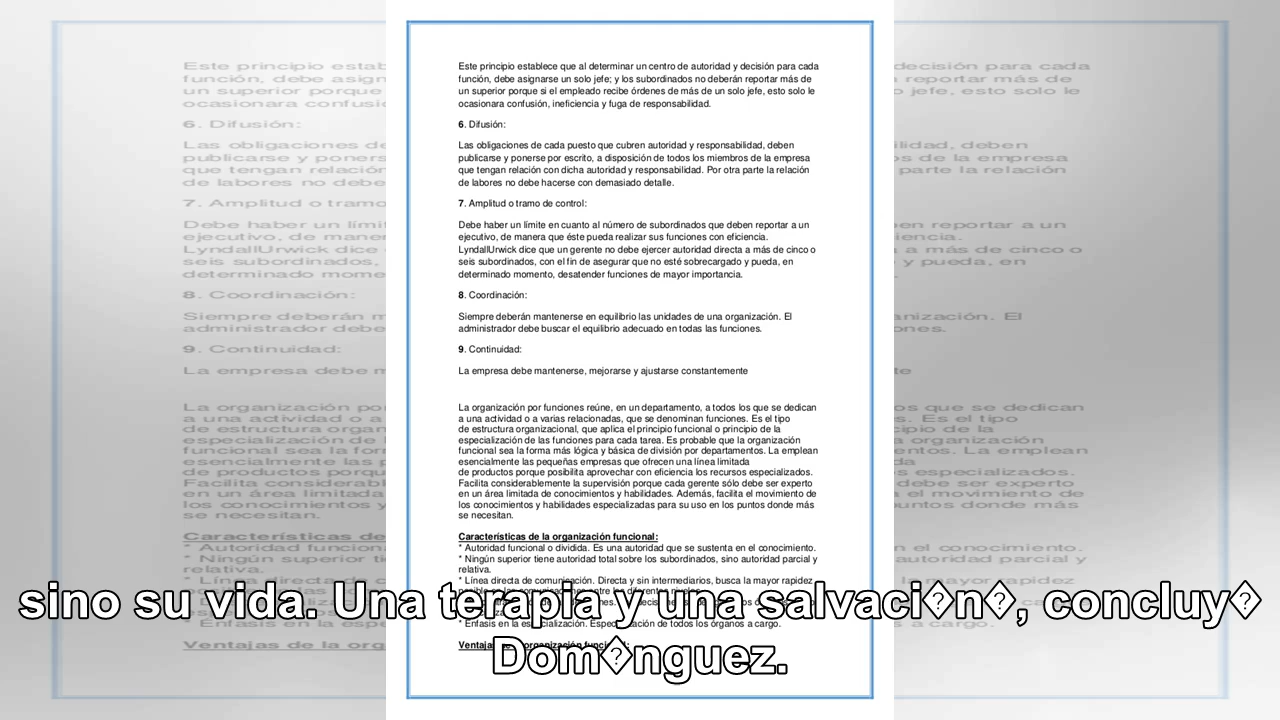 Este principio establece que al determinar un centro de autoridad y decisión para cada
función, debe asignarse un solo jefe; y los subordinados no deberán reportar más de
un superior porque si el empleado recibe órdenes de más de un solo jefe, esto solo le
ocasionara confusión, ineficiencia y fuga de responsabilidad.
6. Difusión:
Las obligaciones de cada puesto que cubren autoridad y responsabilidad, deben
publicarse y ponerse por escrito, a disposición de todos los miembros de la empresa
que tengan relación con dicha autoridad y responsabilidad. Por otra parte la relación
de labores no debe hacerse con demasiado detalle.
7. Amplitud o tramo de control:
Debe haber un límite en cuanto al número de subordinados que deben reportar a un
ejecutivo, de manera que éste pueda realizar sus funciones con eficiencia.
LyndallUrwick dice que un gerente no debe ejercer autoridad directa a más de cinco o
seis subordinados, con el fin de asegurar que no esté sobrecargado y pueda, en
determinado momento, desatender funciones de mayor importancia.
8. Coordinación:
Siempre deberán mantenerse en equilibrio las unidades de una organización. El
administrador debe buscar el equilibrio adecuado en todas las funciones.
9. Continuidad:
La empresa debe mantenerse, mejorarse y ajustarse constantemente
La organización por funciones reúne, en un departamento, a todos los que se dedican
a una actividad o a varias relacionadas, que se denominan funciones. Es el tipo
de estructura organizacional, que aplica el principio funcional o principio de la
especialización de las funciones para cada tarea. Es probable que la organización
funcional sea la forma más lógica y básica de división por departamentos. La emplean
esencialmente las pequeñas empresas que ofrecen una línea limitada
de productos porque posibilita aprovechar con eficiencia los recursos especializados.
Facilita considerablemente la supervisión porque cada gerente sólo debe ser experto
en un área limitada de conocimientos y habilidades. Además, facilita el movimiento de
los conocimientos y habilidades especializadas para su uso en los puntos donde más
se necesitan.
Características de la organización funcional:
* Autoridad funcional o dividida. Es una autoridad que se sustenta en el conocimiento.
* Ningún superior tiene autoridad total sobre los subordinados, sino autoridad parcial y
relativa.
* Línea directa de comunicación. Directa y sin intermediarios, busca la mayor rapidez
* Énfasis en la especialización. Especialización de todos los órganos a cargo.
sino su vida. Una terapia y una salvaci�n�, concluy�
Dom�nguez.